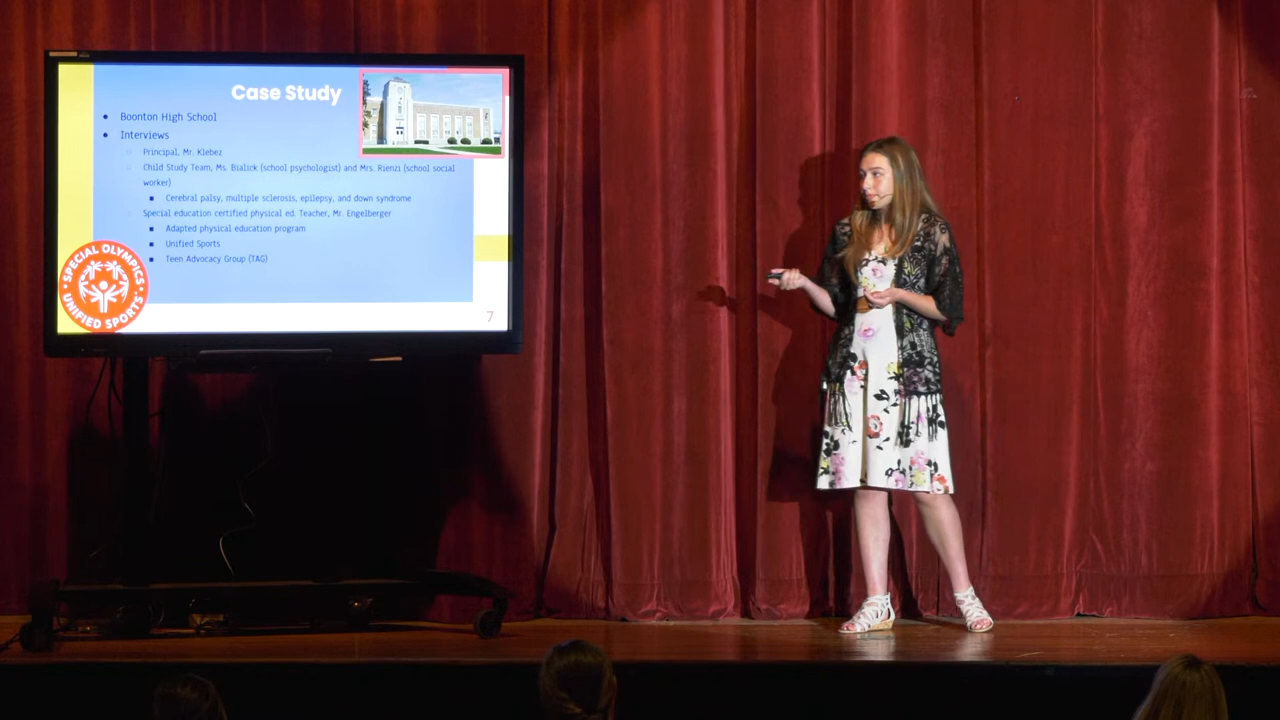 Case Study
Boonton High School
Interviews
Principal, Mr. Klebez
Child Study Team, Ms. Bialick (school psychologist) and Mrs. Rienzi (school social
worker)
Cerebral palsy, multiple sclerosis, epilepsy, and down syndrome
Special education certified physical ed. Teacher, Mr. Engelberger
Adapted physical education program
Unified Sports
Teen Advocacy Group (TAG)
SPECIAL OLYMPICS
UNIFIED SPORTS
7